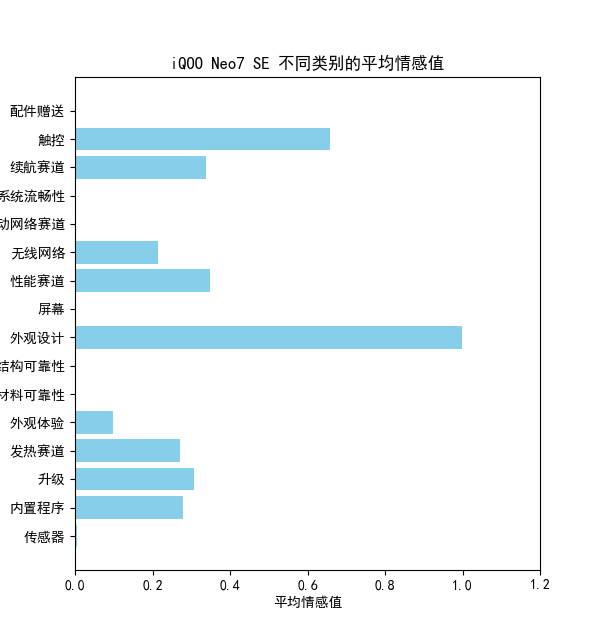 iQOO Neo7 SE 不同类别的平均情感值
配件赠送
触控
续航赛道
系统流畅性
动网络赛道
无线网络
性能赛道
屏幕
外观设计
结构可靠性
材料可靠性
外观体验
发热赛道
升级
内置程序
传感器
0.0 0.2 0.4 0.6 0.8 1.0 1.2
平均情感值